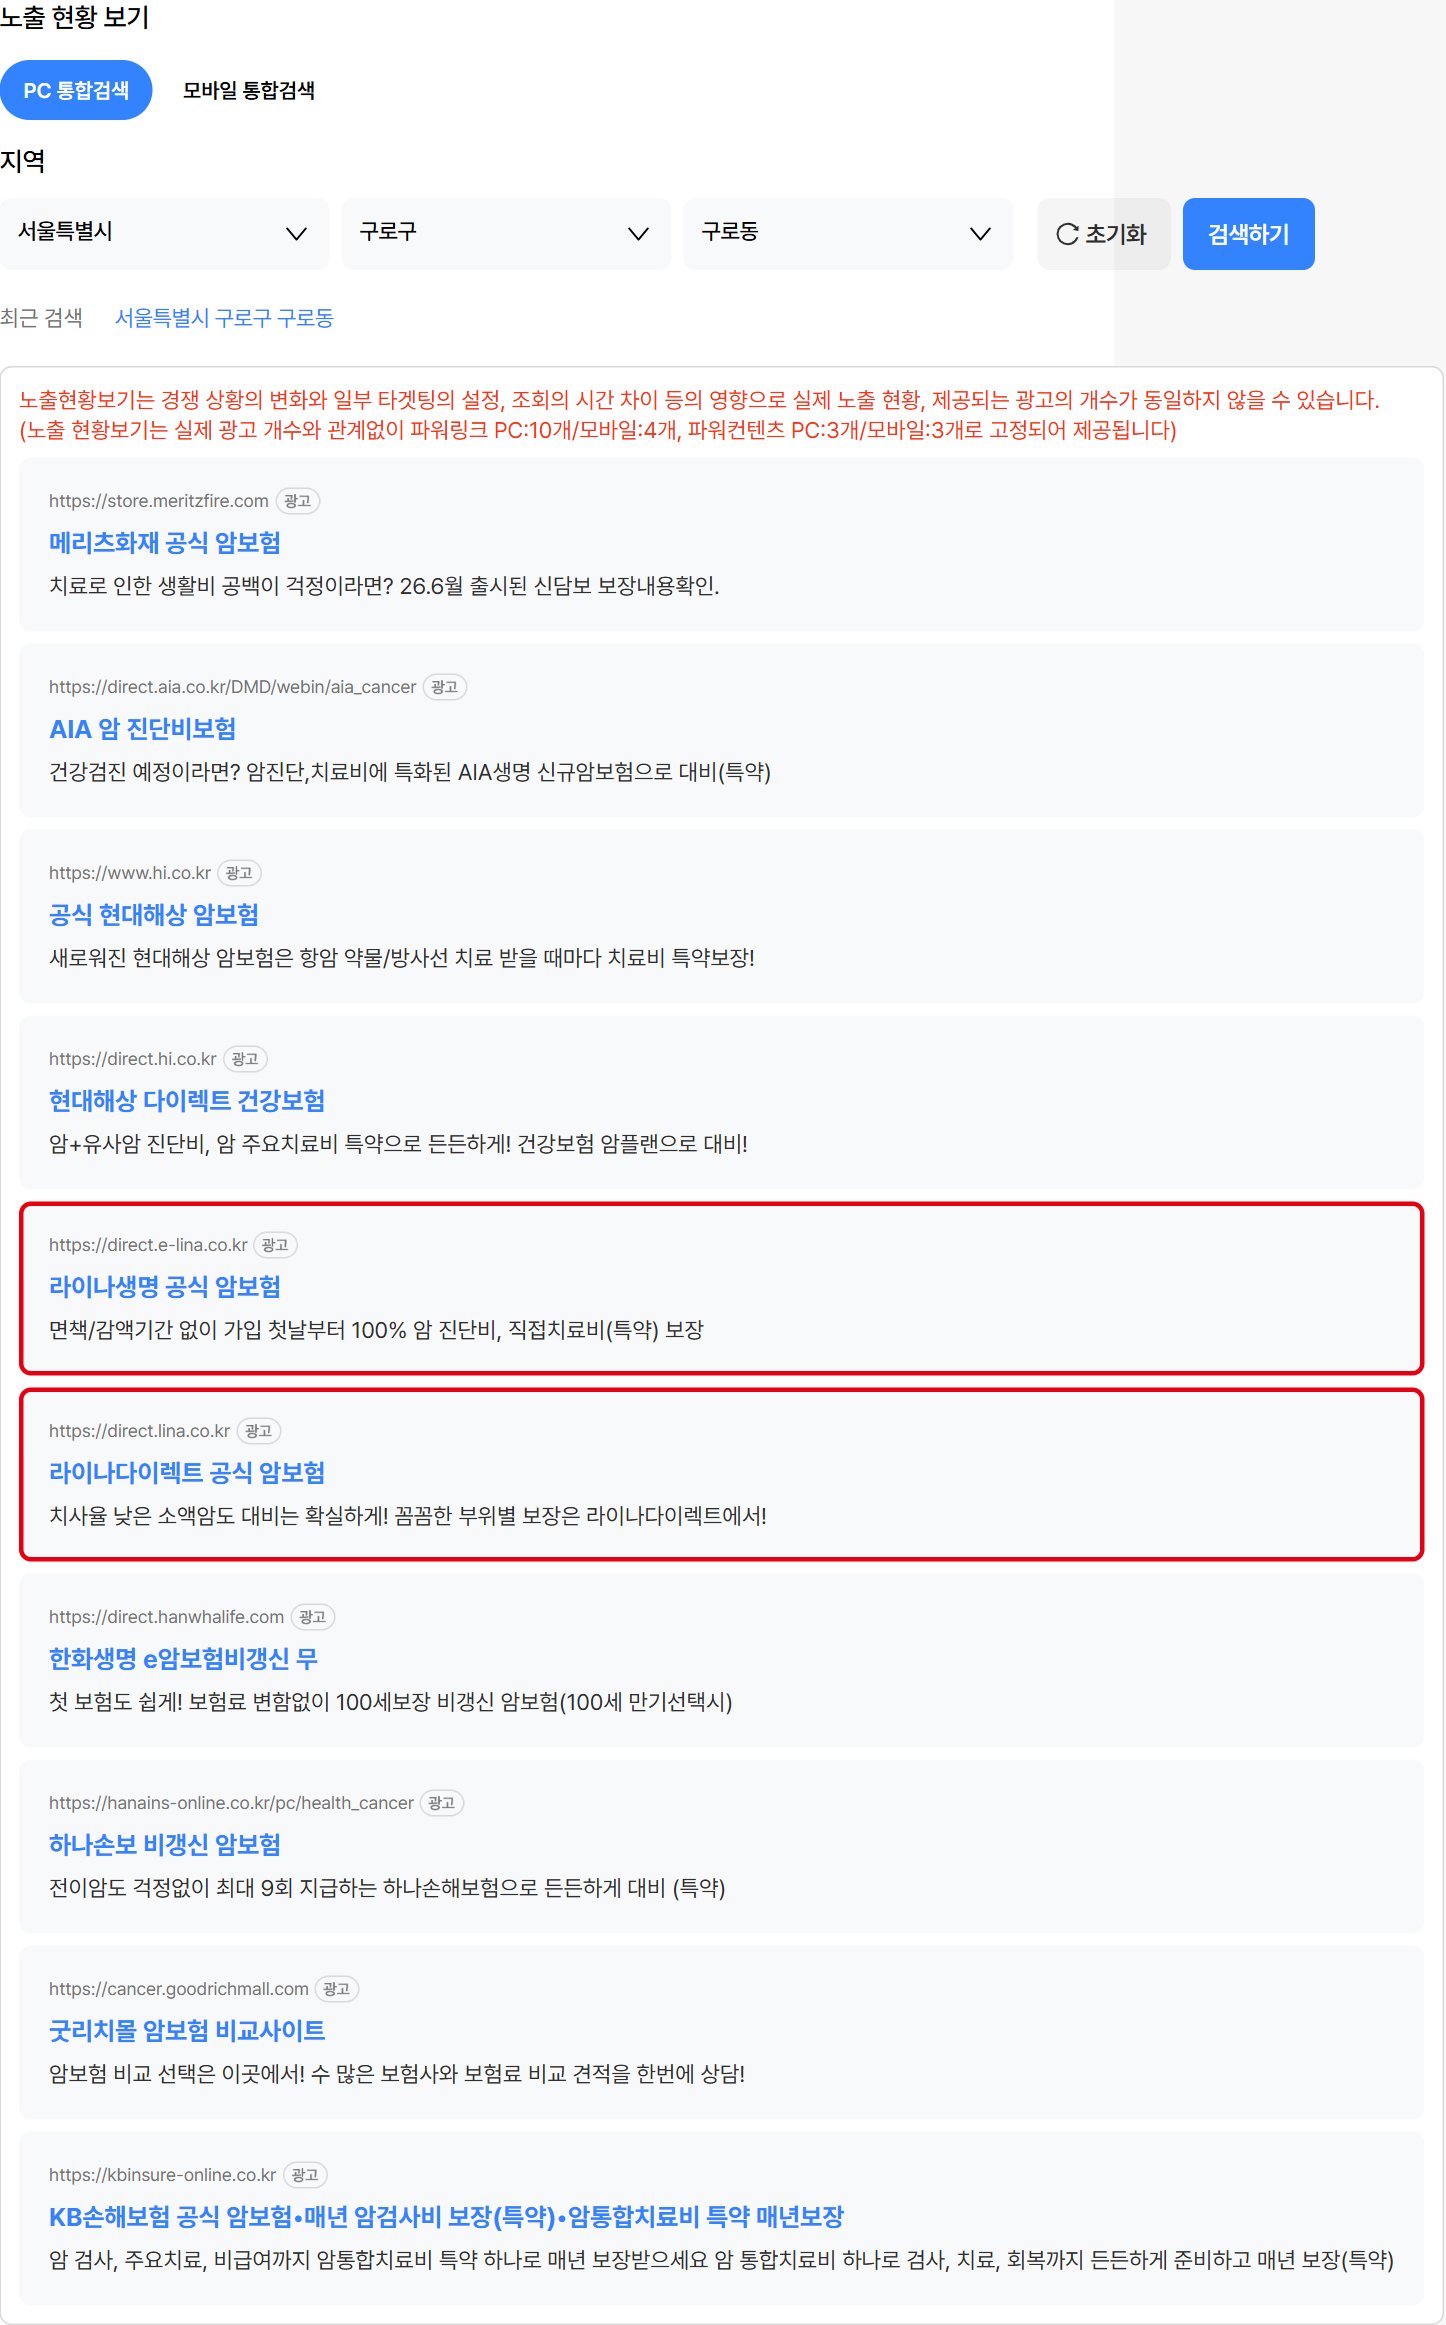 노출 현황 보기
PC 통합검색
모바일 통합검색
지역
서울특별시
구로구
구로동
초기화
검색하기
최근 검색
서울특별시 구로구 구로동
노출현황보기는 경쟁 상황의 변화와 일부 타겟팅의 설정, 조회의 시간 차이 등의 영향으로 실제 노출 현황, 제공되는 광고의 개수가 동일하지 않을 수 있습니다.
(노출 현황보기는 실제 광고 개수와 관계없이 파워링크 PC:10개/모바일:4개, 파워컨텐츠 PC:3개/모바일:3개로 고정되어 제공됩니다)
https://store.meritzfire.com 광고
메리츠화재 공식 암보험
치료로 인한 생활비 공백이 걱정이라면? 26.6월 출시된 신담보 보장내용확인.
https://direct.aia.co.kr/DMD/webin/aia_cancer 광고
AIA 암 진단비보험
건강검진 예정이라면? 암진단,치료비에 특화된 AIA생명 신규암보험으로 대비(특약)
https://www.hi.co.kr 광고
공식 현대해상 암보험
새로워진 현대해상 암보험은 항암 약물/방사선 치료 받을 때마다 치료비 특약보장!
https://direct.hi.co.kr 광고
현대해상 다이렉트 건강보험
암+유사암 진단비, 암 주요치료비 특약으로 든든하게! 건강보험 암플랜으로 대비!
https://direct.e-lina.co.kr 광고
라이나생명 공식 암보험
면책/감액기간 없이 가입 첫날부터 100% 암 진단비, 직접치료비(특약) 보장
https://direct.lina.co.kr 광고
라이나다이렉트 공식 암보험
치사율 낮은 소액암도 대비는 확실하게! 꼼꼼한 부위별 보장은 라이나다이렉트에서!
https://direct.hanwhalife.com 광고
한화생명 e암보험비갱신 무
첫 보험도 쉽게! 보험료 변함없이 100세보장 비갱신 암보험(100세 만기선택시)
https://hanains-online.co.kr/pc/health_cancer 광고
하나손보 비갱신 암보험
전이암도 걱정없이 최대 9회 지급하는 하나손해보험으로 든든하게 대비 (특약)
https://cancer.goodrichmall.com 광고
굿리치몰 암보험 비교사이트
암보험 비교 선택은 이곳에서! 수 많은 보험사와 보험료 비교 견적을 한번에 상담!
https://kbinsure-online.co.kr 광고
KB손해보험 공식 암보험•매년 암검사비 보장(특약)•암통합치료비 특약 매년보장
암 검사, 주요치료, 비급여까지 암통합치료비 특약 하나로 매년 보장받으세요 암 통합치료비 하나로 검사, 치료, 회복까지 든든하게 준비하고 매년 보장(특약)